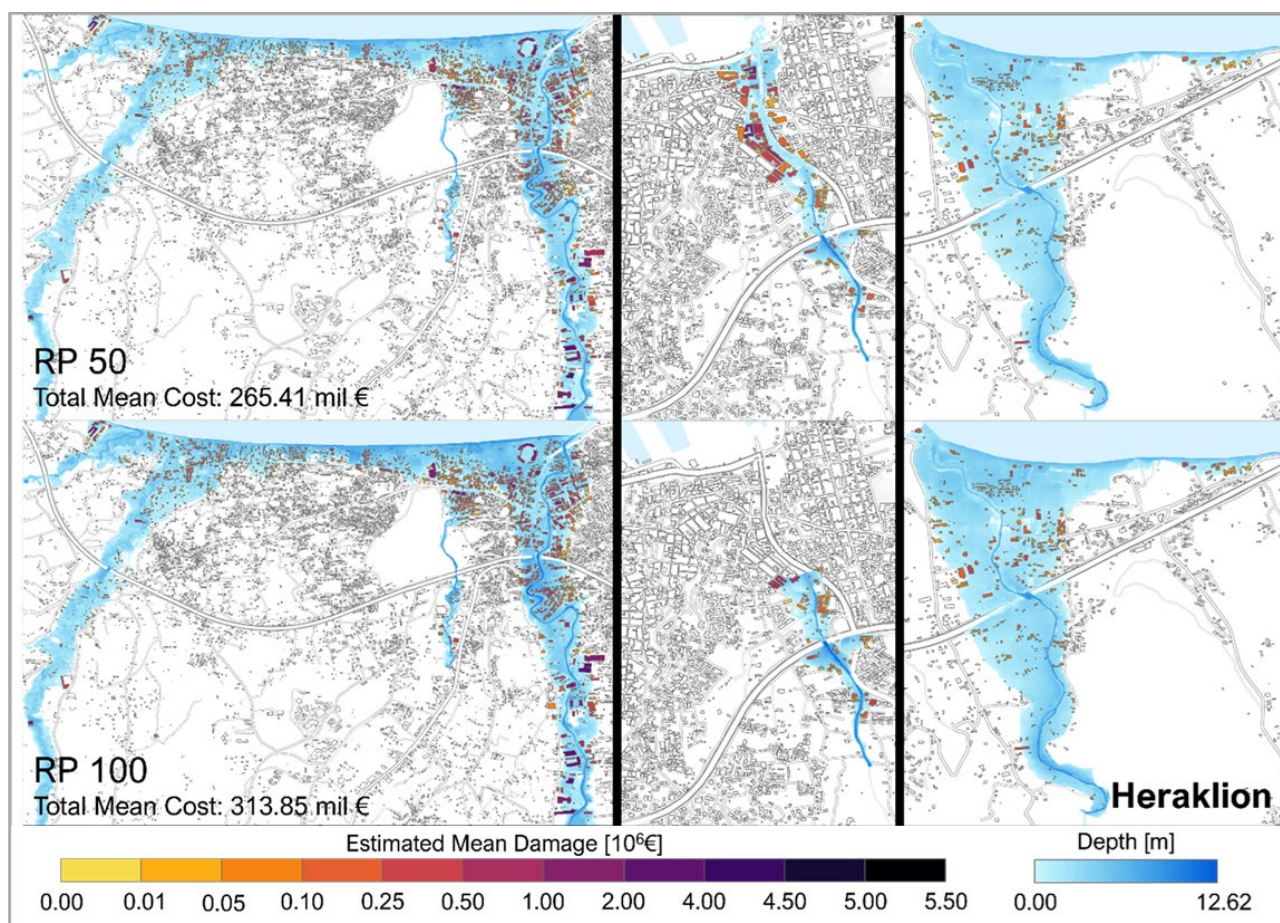 RP 50
Total Mean Cost: 265.41 mil €
RP 100
Total Mean Cost: 313.85 mil €
Heraklion
Estimated Mean Damage [10⁶€]
0.00 0.01 0.05 0.10 0.25 0.50 1.00 2.00 4.00 4.50 5.00 5.50
Depth [m]
0.00 12.62